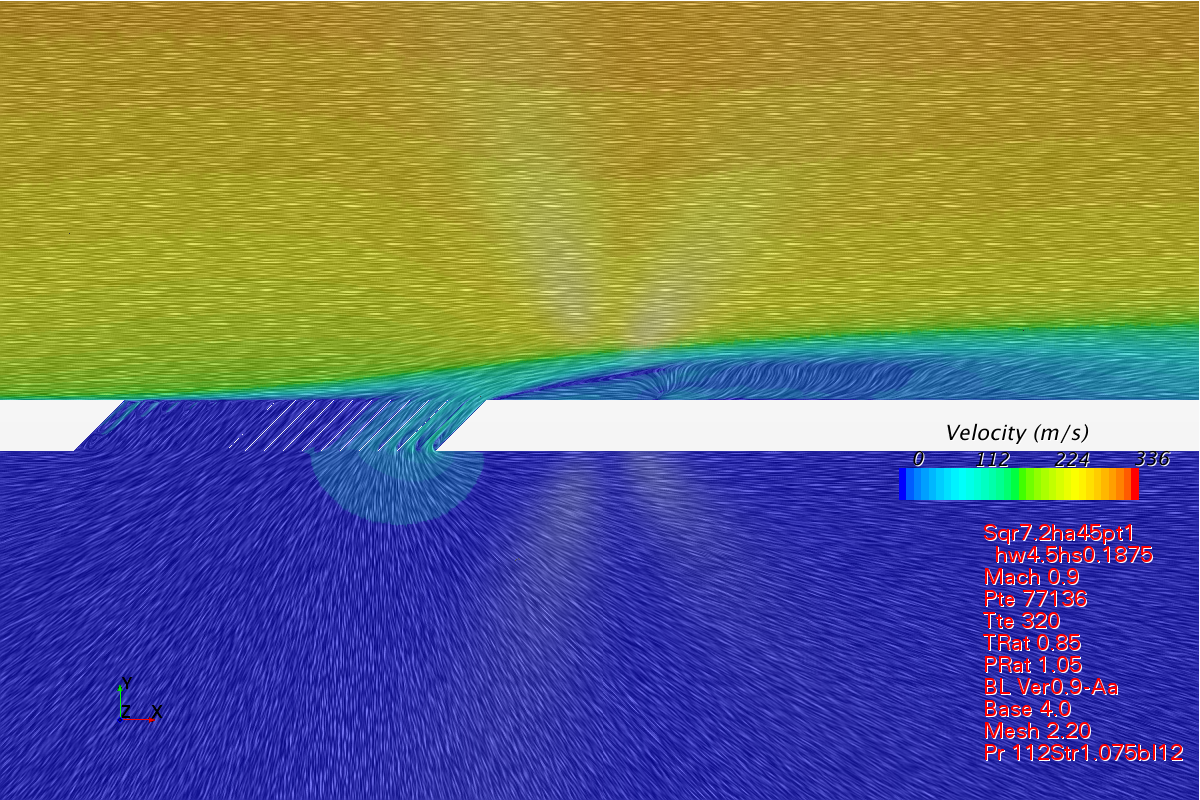 Velocity (m/s)
0 112 224 336
Sqr7.2ha45pt1
hw4.5hs0.1875
Mach 0.9
Pte 77136
Tte 320
TRat 0.85
PRat 1.05
BL Ver0.9-Aa
Base 4.0
Mesh 2.20
Pr 112Str1.075bl12
Y
Z X